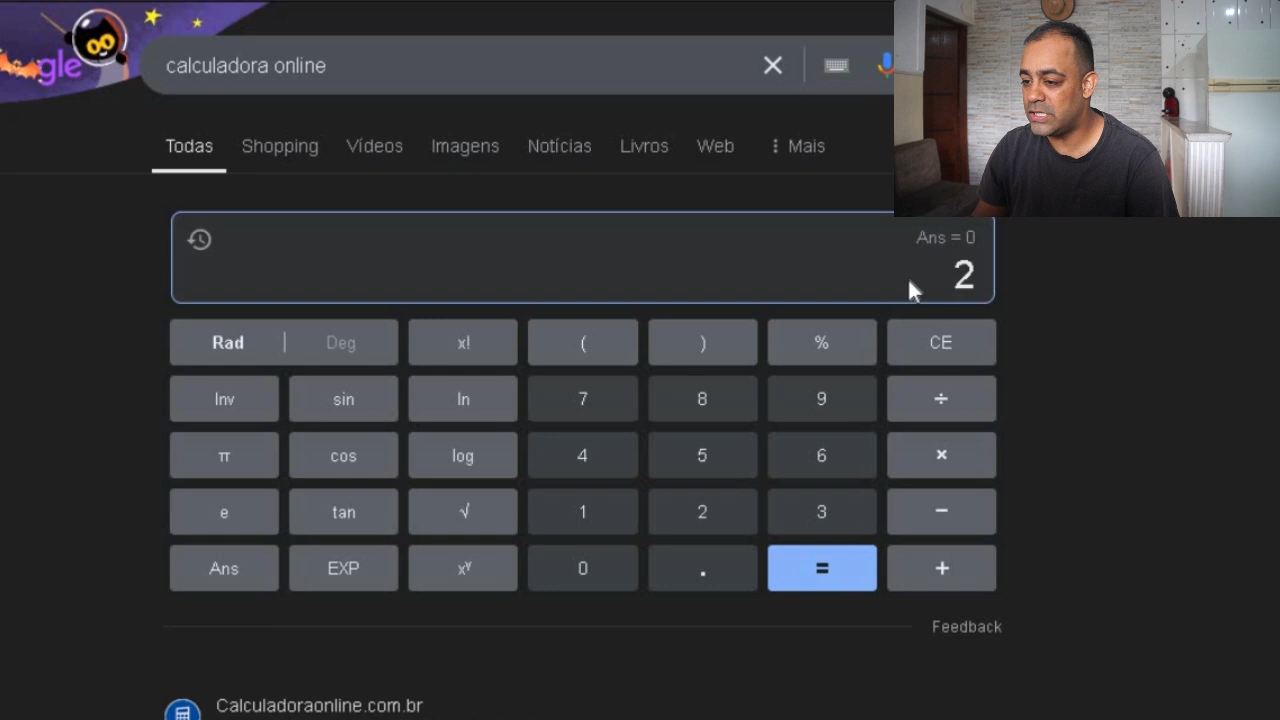 gle
calculadora online
Todas Shopping Vídeos Imagens Notícias Livros Web Mais
Ans = 0
2
Rad | Deg x! ( ) % CE
Inv sin ln 7 8 9 ÷
π cos log 4 5 6 ×
e tan √ 1 2 3 −
Ans EXP xʸ 0 . = +
Feedback
Calculadoraonline.com.br